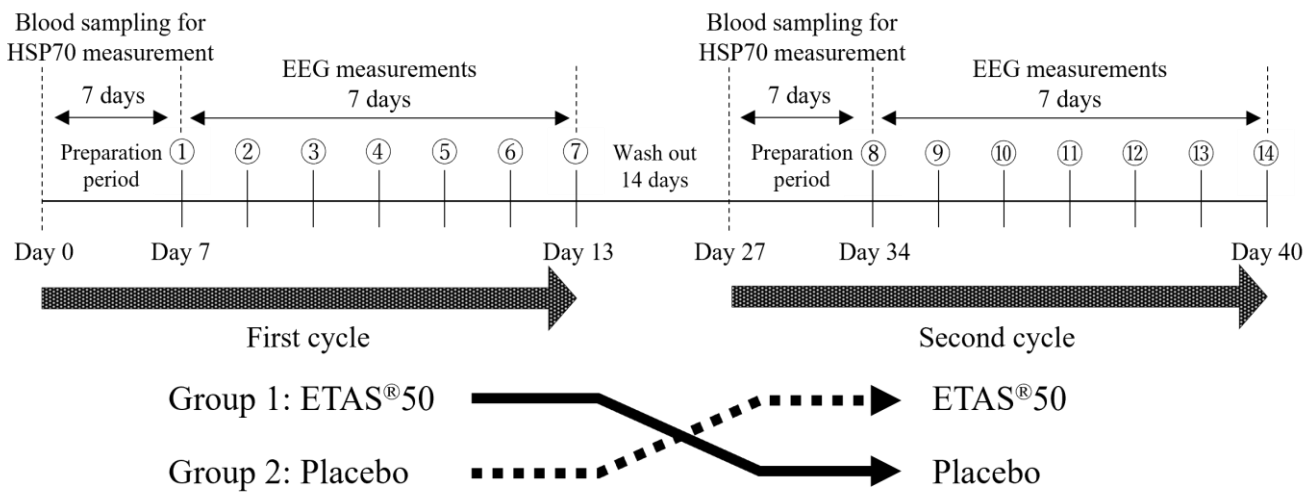 Blood sampling for
HSP70 measurement
Blood sampling for
HSP70 measurement
EEG measurements
7 days
EEG measurements
7 days
7 days
7 days
Preparation
period
① ② ③ ④ ⑤ ⑥ ⑦
Wash out
14 days
Preparation
period
⑧ ⑨ ⑩ ⑪ ⑫ ⑬ ⑭
Day 0 Day 7 Day 13 Day 27 Day 34 Day 40
First cycle
Second cycle
Group 1: ETAS®50
ETAS®50
Group 2: Placebo
Placebo